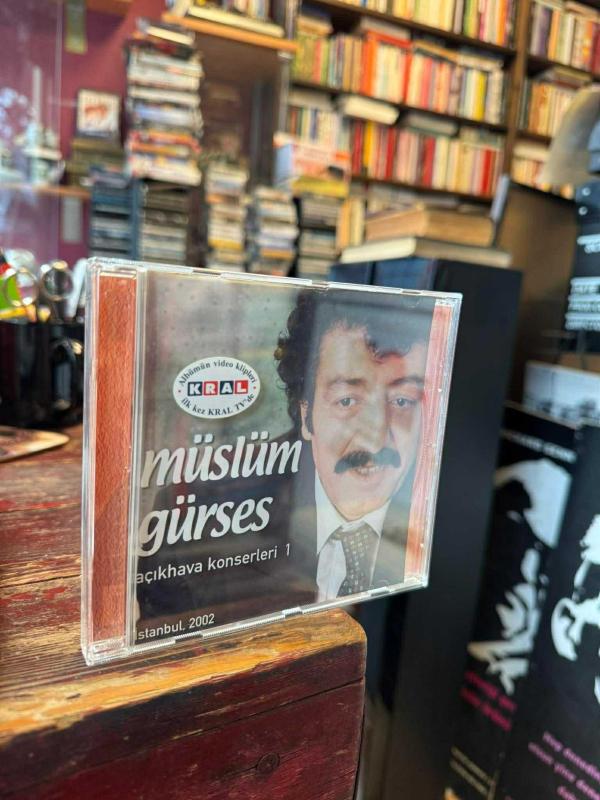 Albümün video klipleri
KRAL
ilk kez KRAL TV'de
müslüm
gürses
açıkhava konserleri 1
İstanbul, 2002